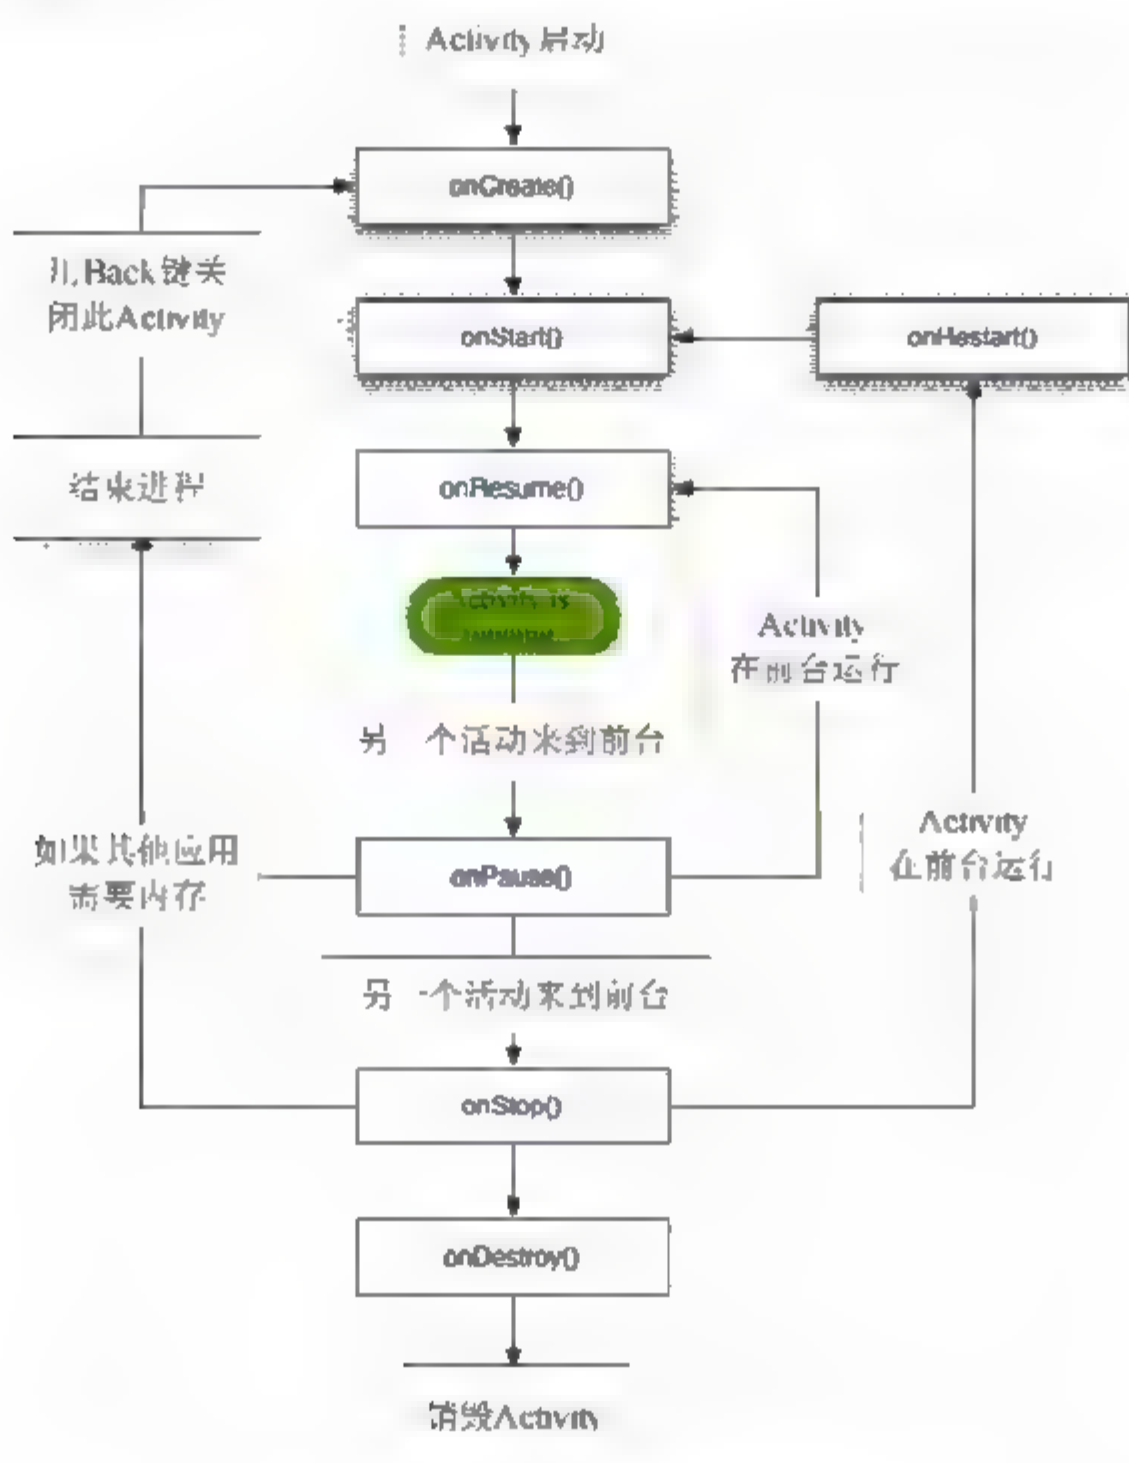 Activity 启动
onCreate()
Back键关
闭此Activity
onStart()
onRestart()
结束进程
onResume()
Activity is
Activity
在前台运行
另一个活动来到前台
如果其他应用
需要内存
Activity
在前台运行
onPause()
另一个活动来到前台
onStop()
onDestroy()
销毁Activity